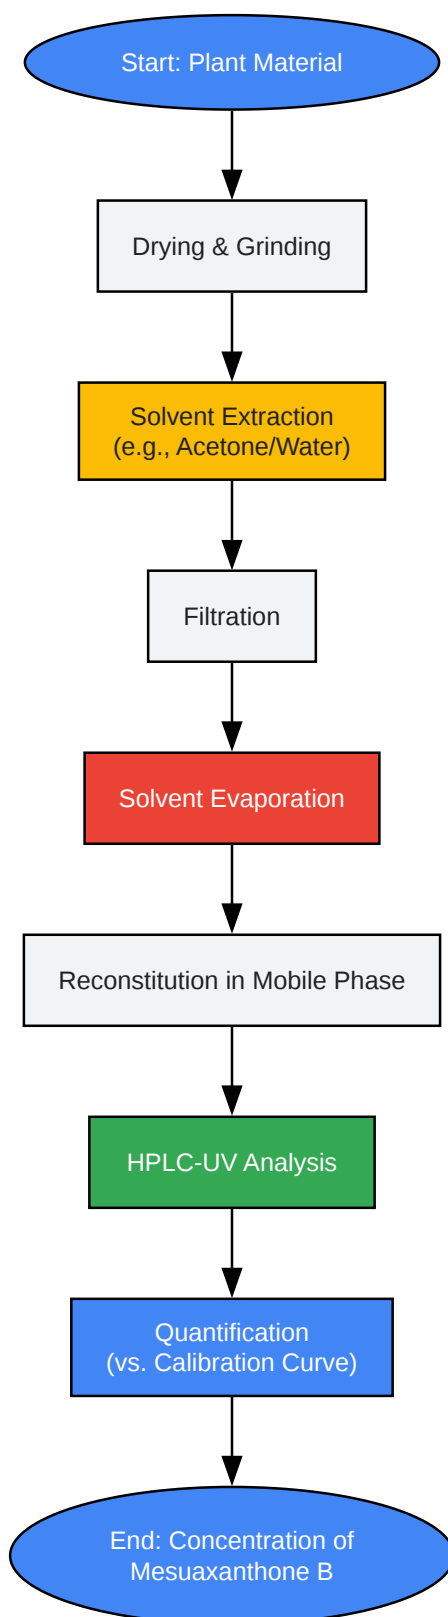 Start: Plant Material
Drying & Grinding
Solvent Extraction
(e.g., Acetone/Water)
Filtration
Solvent Evaporation
Reconstitution in Mobile Phase
HPLC-UV Analysis
Quantification
(vs. Calibration Curve)
End: Concentration of
Mesuaxanthone B